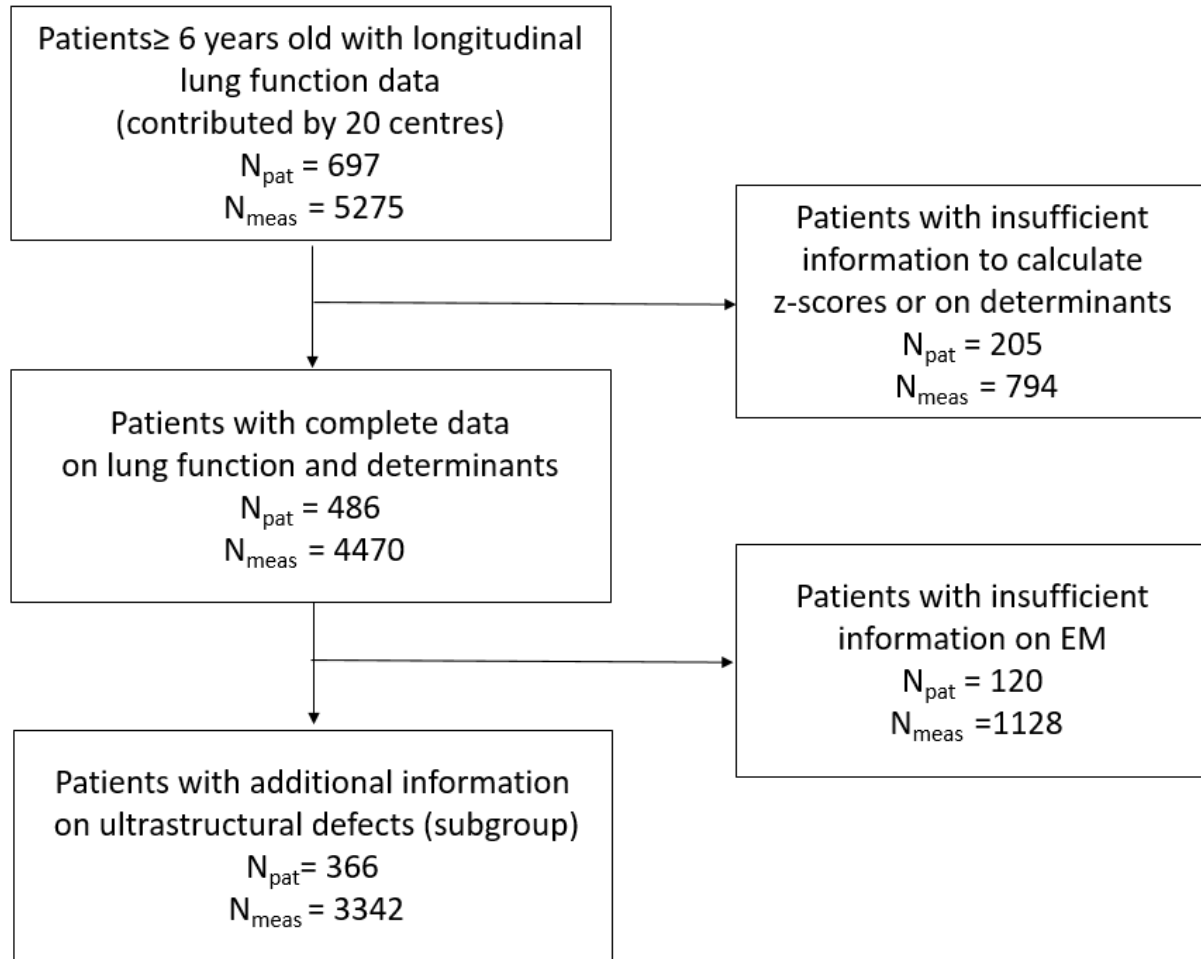 Patients≥ 6 years old with longitudinal
lung function data
(contributed by 20 centres)
Npat = 697
Nmeas = 5275
Patients with insufficient
information to calculate
z-scores or on determinants
Npat = 205
Nmeas = 794
Patients with complete data
on lung function and determinants
Npat = 486
Nmeas = 4470
Patients with insufficient
information on EM
Npat = 120
Nmeas =1128
Patients with additional information
on ultrastructural defects (subgroup)
Npat= 366
Nmeas = 3342